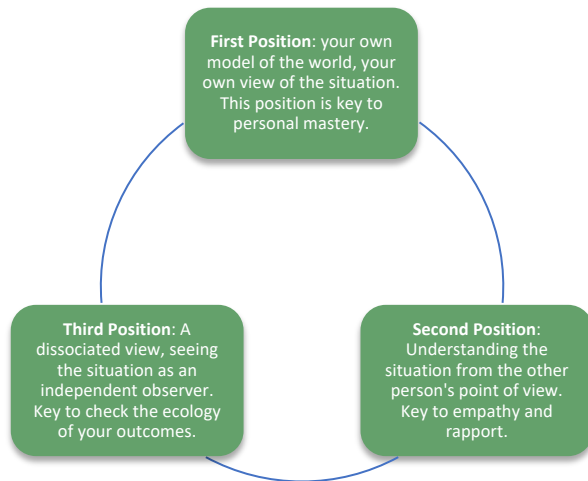 First Position: your own
model of the world, your
own view of the situation.
This position is key to
personal mastery.
Third Position: A
dissociated view, seeing
the situation as an
independent observer.
Key to check the ecology
of your outcomes.
Second Position:
Understanding the
situation from the other
person's point of view.
Key to empathy and
rapport.